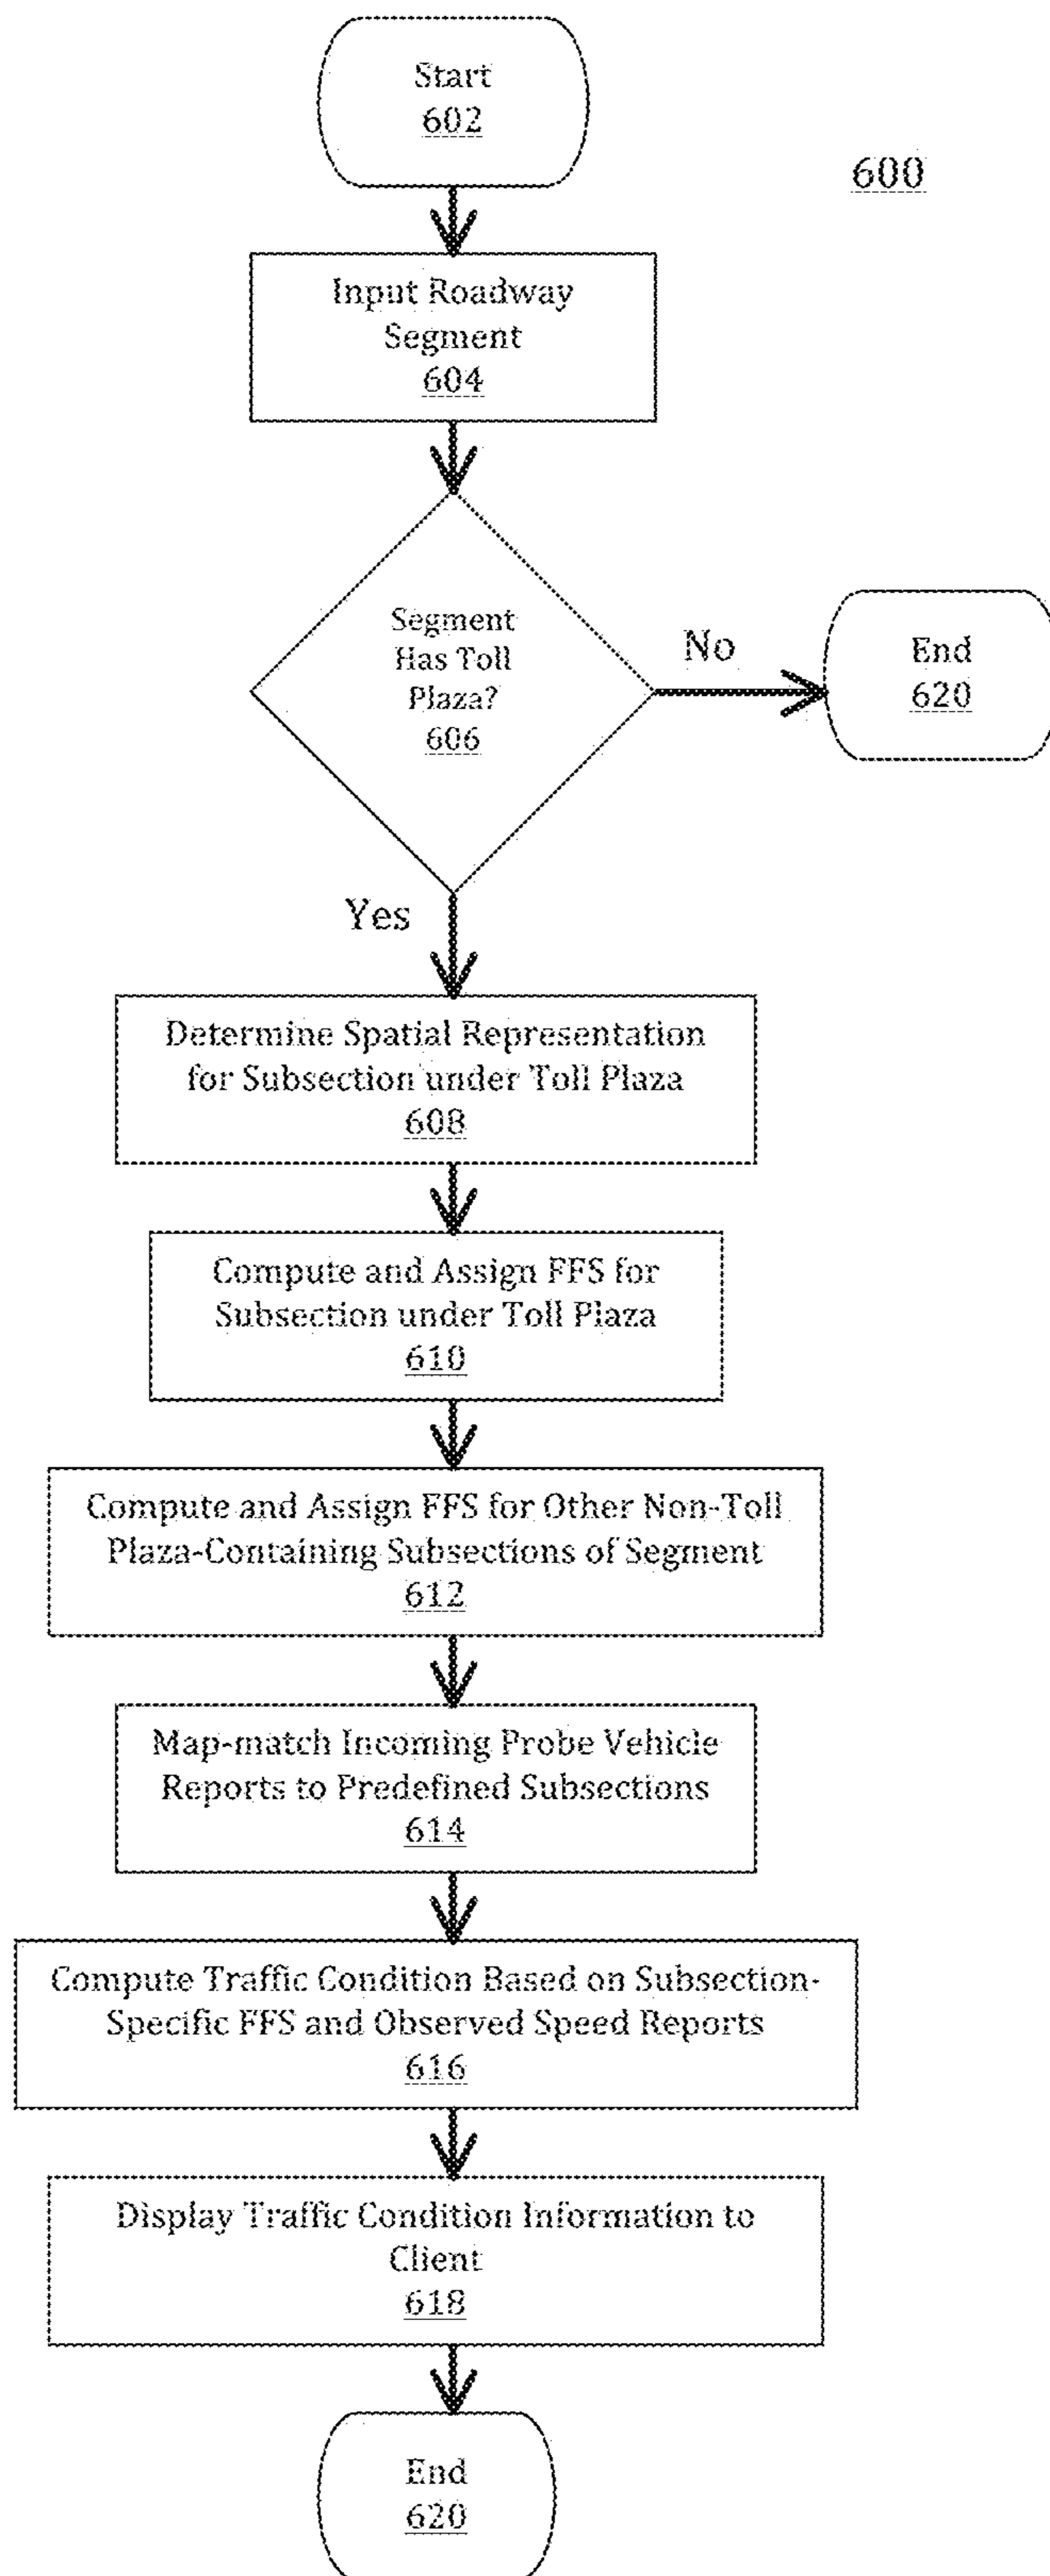 Start
602
600
Input Roadway
Segment
604
Segment
Has Toll
Plaza?
606
No
End
620
Yes
Determine Spatial Representation
for Subsection under Toll Plaza
608
Compute and Assign FFS for
Subsection under Toll Plaza
610
Compute and Assign FFS for Other Non-Toll
Plaza-Containing Subsections of Segment
612
Map-match Incoming Probe Vehicle
Reports to Predefined Subsections
614
Compute Traffic Condition Based on Subsection-
Specific FFS and Observed Speed Reports
616
Display Traffic Condition Information to
Client
618
End
620